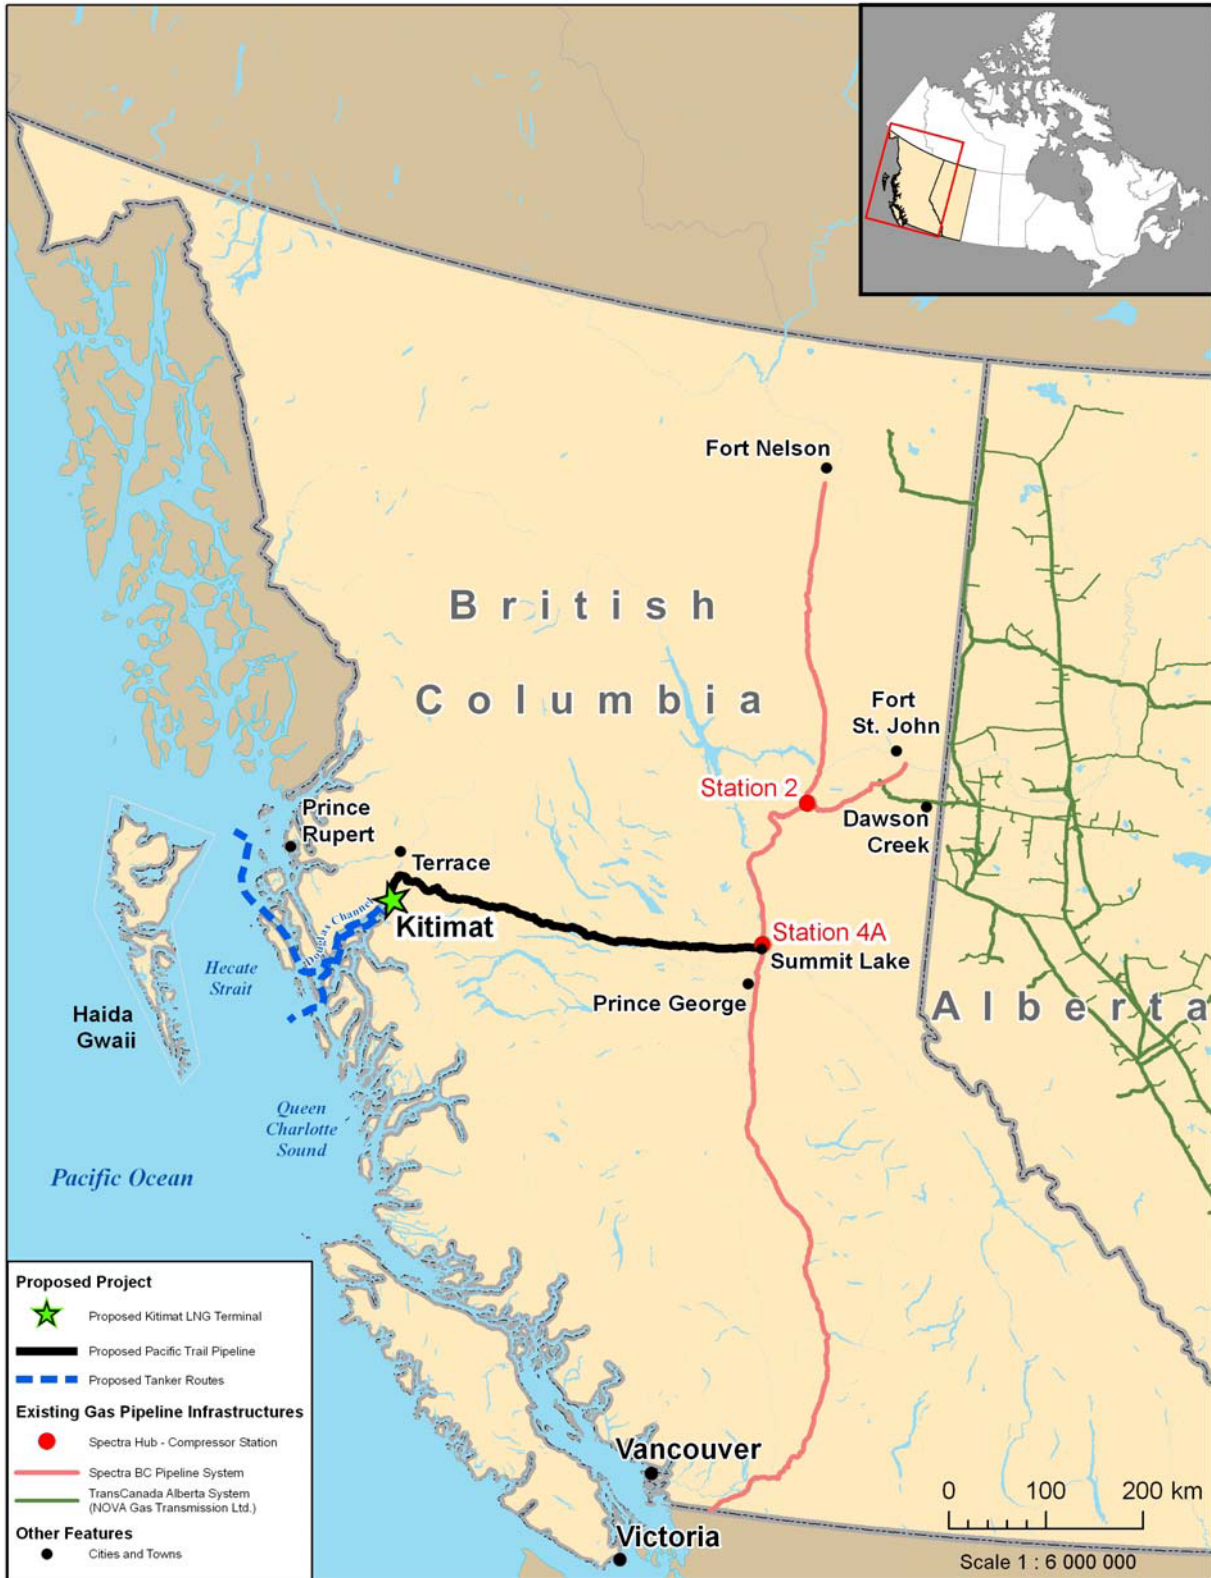 Fort Nelson
British
Columbia
Fort
St. John
Station 2
Dawson
Creek
Prince
Rupert
Terrace
Douglas Channel
Kitimat
Station 4A
Summit Lake
Hecate
Strait
Prince George
Alberta
Haida
Gwaii
Queen
Charlotte
Sound
Pacific Ocean
Proposed Project
Proposed Kitimat LNG Terminal
Proposed Pacific Trail Pipeline
Proposed Tanker Routes
Existing Gas Pipeline Infrastructures
Spectra Hub - Compressor Station
Spectra BC Pipeline System
TransCanada Alberta System
(NOVA Gas Transmission Ltd.)
Other Features
Cities and Towns
Vancouver
Victoria
0 100 200 km
Scale 1 : 6 000 000